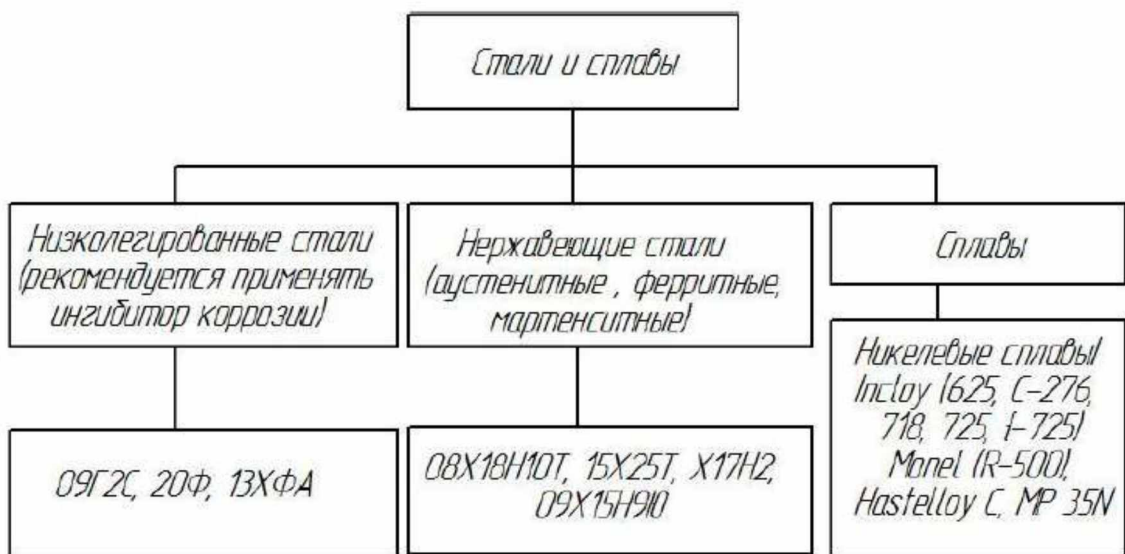 Стали и сплавы
Низколегированные стали
(рекомендуется применять
ингибитор коррозии)
Нержавеющие стали
(аустенитные , ферритные,
мартенситные)
Сплавы
09Г2С, 20Ф, 13ХФА
08Х18Н10Т, 15Х25Т, Х17Н2,
09Х15Н9Ю
Никелевые сплавы
Incloy (625, C-276,
718, 725, i-725)
Monel (R-500),
Hastelloy C, MP 35N